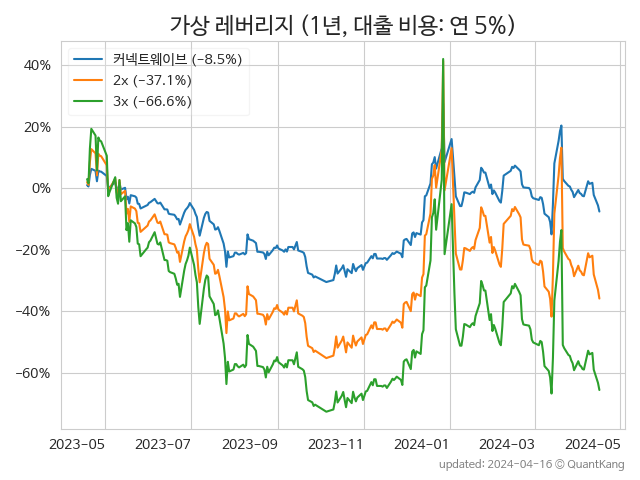 가상 레버리지 (1년, 대출 비용: 연 5%)
커넥트웨이브 (−8.5%)
2x (−37.1%)
3x (−66.6%)
40%
20%
0%
−20%
−40%
−60%
2023-05 2023-07 2023-09 2023-11 2024-01 2024-03 2024-05
updated: 2024-04-16 © QuantKang